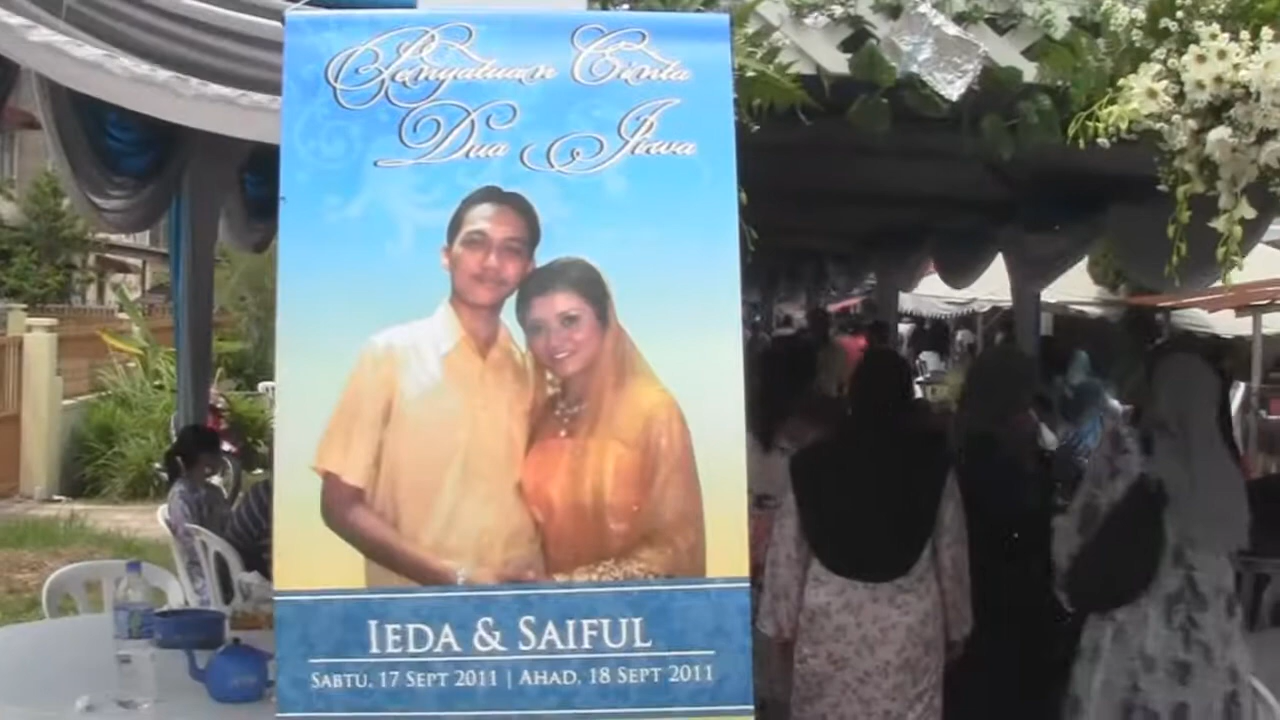 Penyatuan Cinta
Dua Jiwa
IEDA & SAIFUL
SABTU, 17 SEPT 2011 | AHAD, 18 SEPT 2011